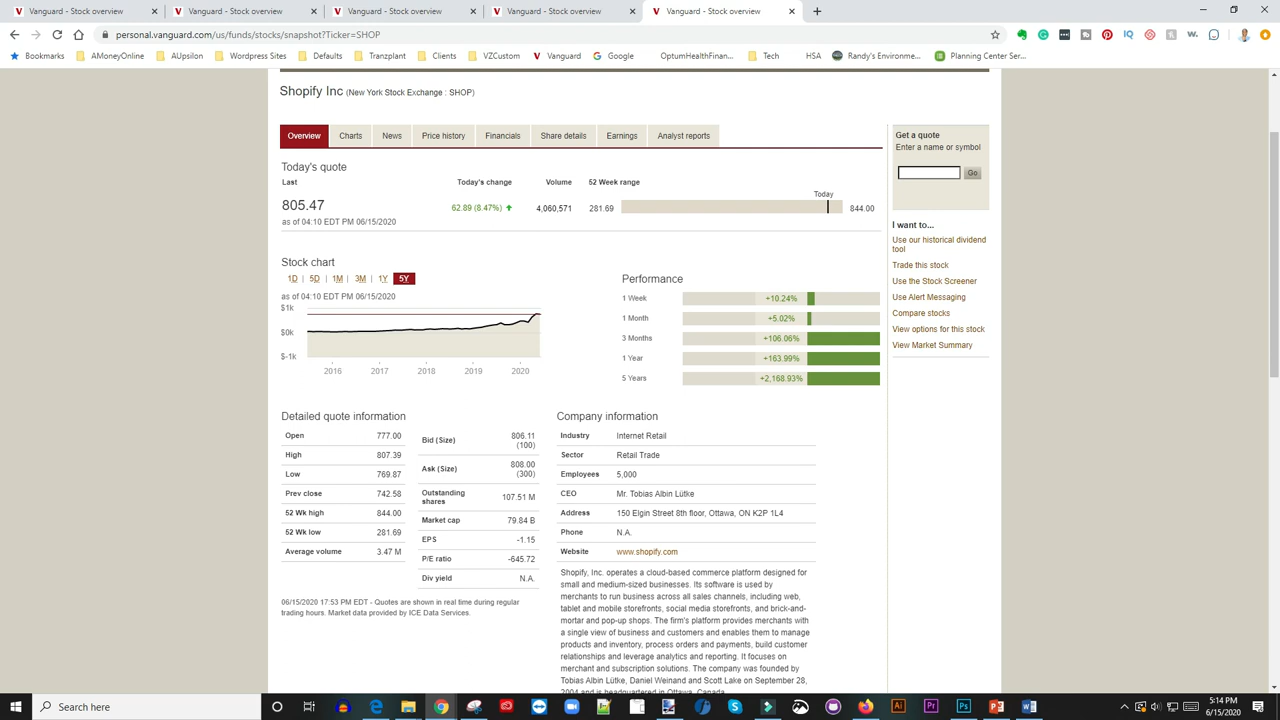 Vanguard - Stock overview
Vanguard - Stock overview
Vanguard - Stock overview
Vanguard - Stock overview
personal.vanguard.com/us/funds/stocks/snapshot?Ticker=SHOP
Bookmarks AMoneyOnline AUpsilon Wordpress Sites Defaults Tranzplant Clients VZCustom Vanguard Google OptumHealthFinan... Tech HSA Randy's Environme... Planning Center Ser...
Shopify Inc (New York Stock Exchange : SHOP)
Overview Charts News Price history Financials Share details Earnings Analyst reports
Get a quote
Enter a name or symbol
Go
Today's quote
Last Today's change Volume 52 Week range
Today
805.47 62.89 (8.47%) 4,060,571 281.69 844.00
as of 04:10 EDT PM 06/15/2020
I want to...
Use our historical dividend
tool
Trade this stock
Use the Stock Screener
Use Alert Messaging
Compare stocks
View options for this stock
View Market Summary
Stock chart
1D | 5D | 1M | 3M | 1Y 5Y
as of 04:10 EDT PM 06/15/2020
$1k
$0k
$-1k
2016 2017 2018 2019 2020
Performance
1 Week +10.24%
1 Month +5.02%
3 Months +106.06%
1 Year +163.99%
5 Years +2,168.93%
Detailed quote information
Open 777.00
High 807.39
Low 769.87
Prev close 742.58
52 Wk high 844.00
52 Wk low 281.69
Average volume 3.47 M
Bid (Size) 806.11
(100)
Ask (Size) 808.00
(300)
Outstanding
shares 107.51 M
Market cap 79.84 B
EPS -1.15
P/E ratio -645.72
Div yield N.A.
06/15/2020 17:53 PM EDT - Quotes are shown in real time during regular
trading hours. Market data provided by ICE Data Services.
Company information
Industry Internet Retail
Sector Retail Trade
Employees 5,000
CEO Mr. Tobias Albin Lütke
Address 150 Elgin Street 8th floor, Ottawa, ON K2P 1L4
Phone N.A.
Website www.shopify.com
Shopify, Inc. operates a cloud-based commerce platform designed for
small and medium-sized businesses. Its software is used by
merchants to run business across all sales channels, including web,
tablet and mobile storefronts, social media storefronts, and brick-and-
mortar and pop-up shops. The firm's platform provides merchants with
a single view of business and customers and enables them to manage
products and inventory, process orders and payments, build customer
relationships and leverage analytics and reporting. It focuses on
merchant and subscription solutions. The company was founded by
Tobias Albin Lütke, Daniel Weinand and Scott Lake on September 28,
2004 and is headquartered in Ottawa, Canada.
Search here
5:14 PM
6/15/2020